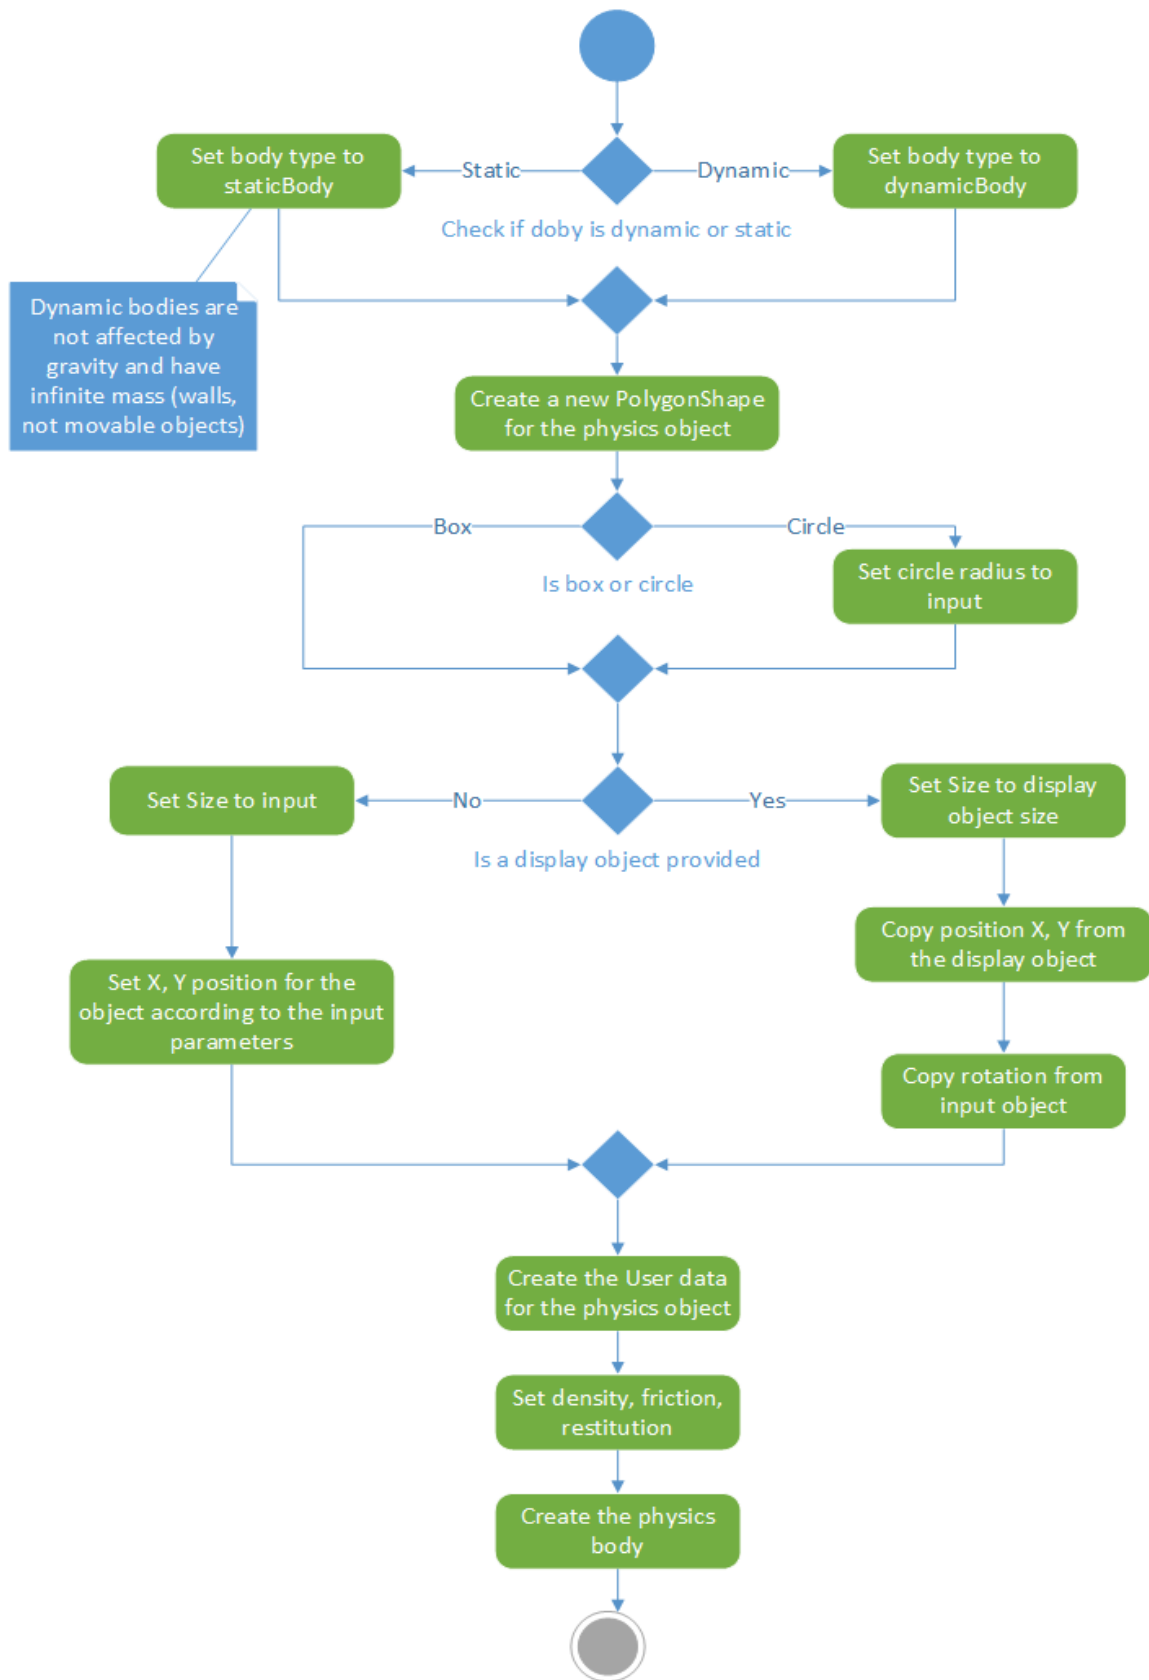 Set body type to
staticBody
Static
Dynamic
Set body type to
dynamicBody
Check if doby is dynamic or static
Dynamic bodies are
not affected by
gravity and have
infinite mass (walls,
not movable objects)
Create a new PolygonShape
for the physics object
Box
Circle
Is box or circle
Set circle radius to
input
Set Size to input
No
Yes
Set Size to display
object size
Is a display object provided
Copy position X, Y from
the display object
Set X, Y position for the
object according to the input
parameters
Copy rotation from
input object
Create the User data
for the physics object
Set density, friction,
restitution
Create the physics
body